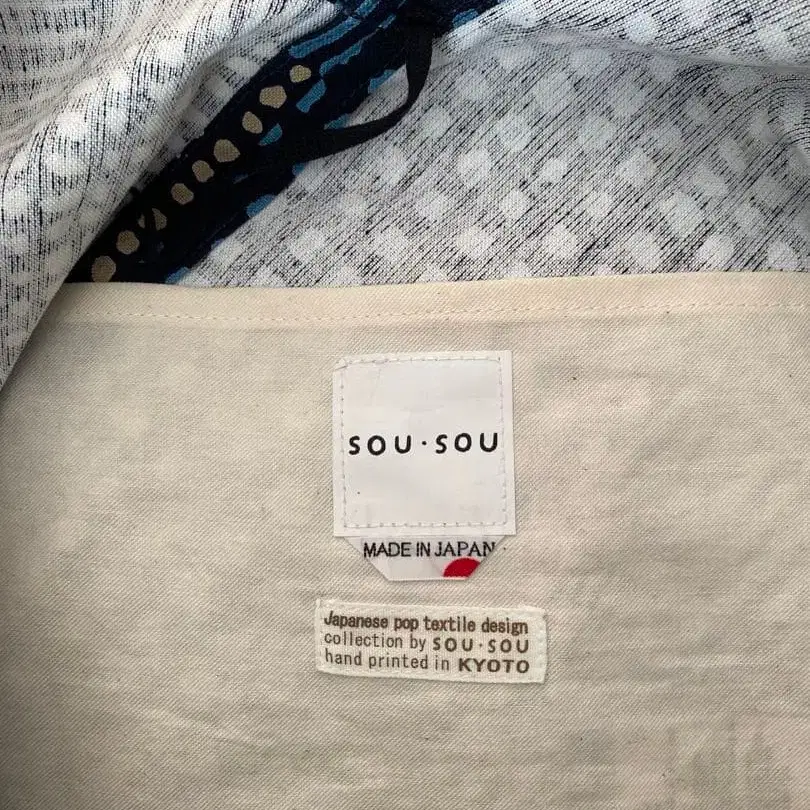 SOU・SOU
MADE IN JAPAN
Japanese pop textile design
collection by SOU・SOU
hand printed in KYOTO